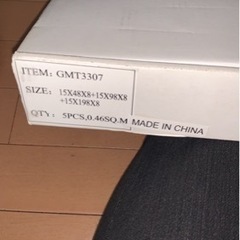 ITEM: GMT3307
SIZE: 15X48X8+15X98X8
+15X198X8
QTY: 5PCS,0.46SQ.M MADE IN CHINA